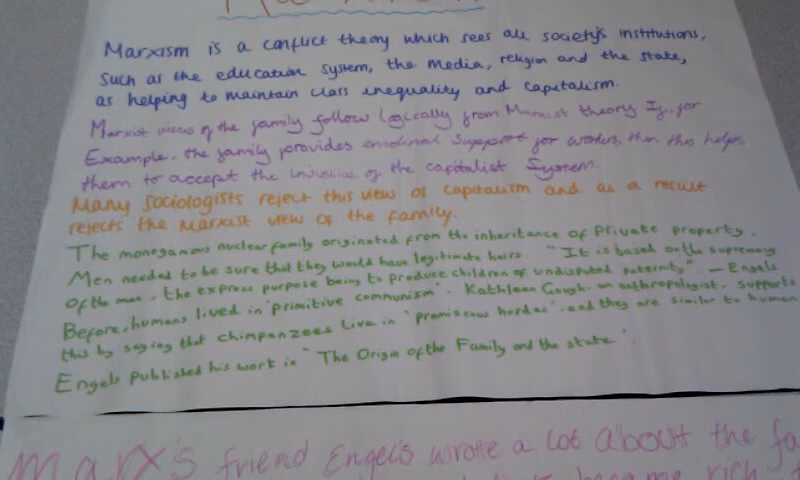 Marxism is a conflict theory which sees all society's institutions,
such as the education system, the media, religion and the state,
as helping to maintain class inequality and capitalism.
Marxist views of the family follow logically from Marxist theory If, for
Example, the family provides emotional support for workers, then this helps
them to accept the injustice of the capitalist System.
Many Sociologists reject this view of capitalism and as a result
rejects the Marxist view of the family.
The monogamous nuclear family originated from the inheritance of Private property.
Men needed to be sure that they would have legitimate heirs. "It is based on the supremacy
Of the man, the express purpose being to produce children of undisputed paternity" - Engels
Before, humans lived in 'primitive communism'. Kathleen Gough, an anthropologist, supports
this by saying that chimpanzees Live in 'promiscuous hordes' and they are similar to human
Engels Published his work in "The Origin of the Family and the state".
Marx's friend Engels wrote a lot about the fa
became rich